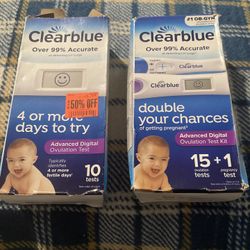 Clearblue
Over 99% Accurate
50% OFF
4 or more
days to try
Advanced Digital
Ovulation Test
Typically
identifies
4 or more
fertile days
10
tests
#1 OB-GYN
Clearblue
Over 99% Accurate
Clearblue
double
your chances
of getting pregnant
Advanced Digital
Ovulation Test Kit
15 + 1
ovulation
tests
pregnancy
test